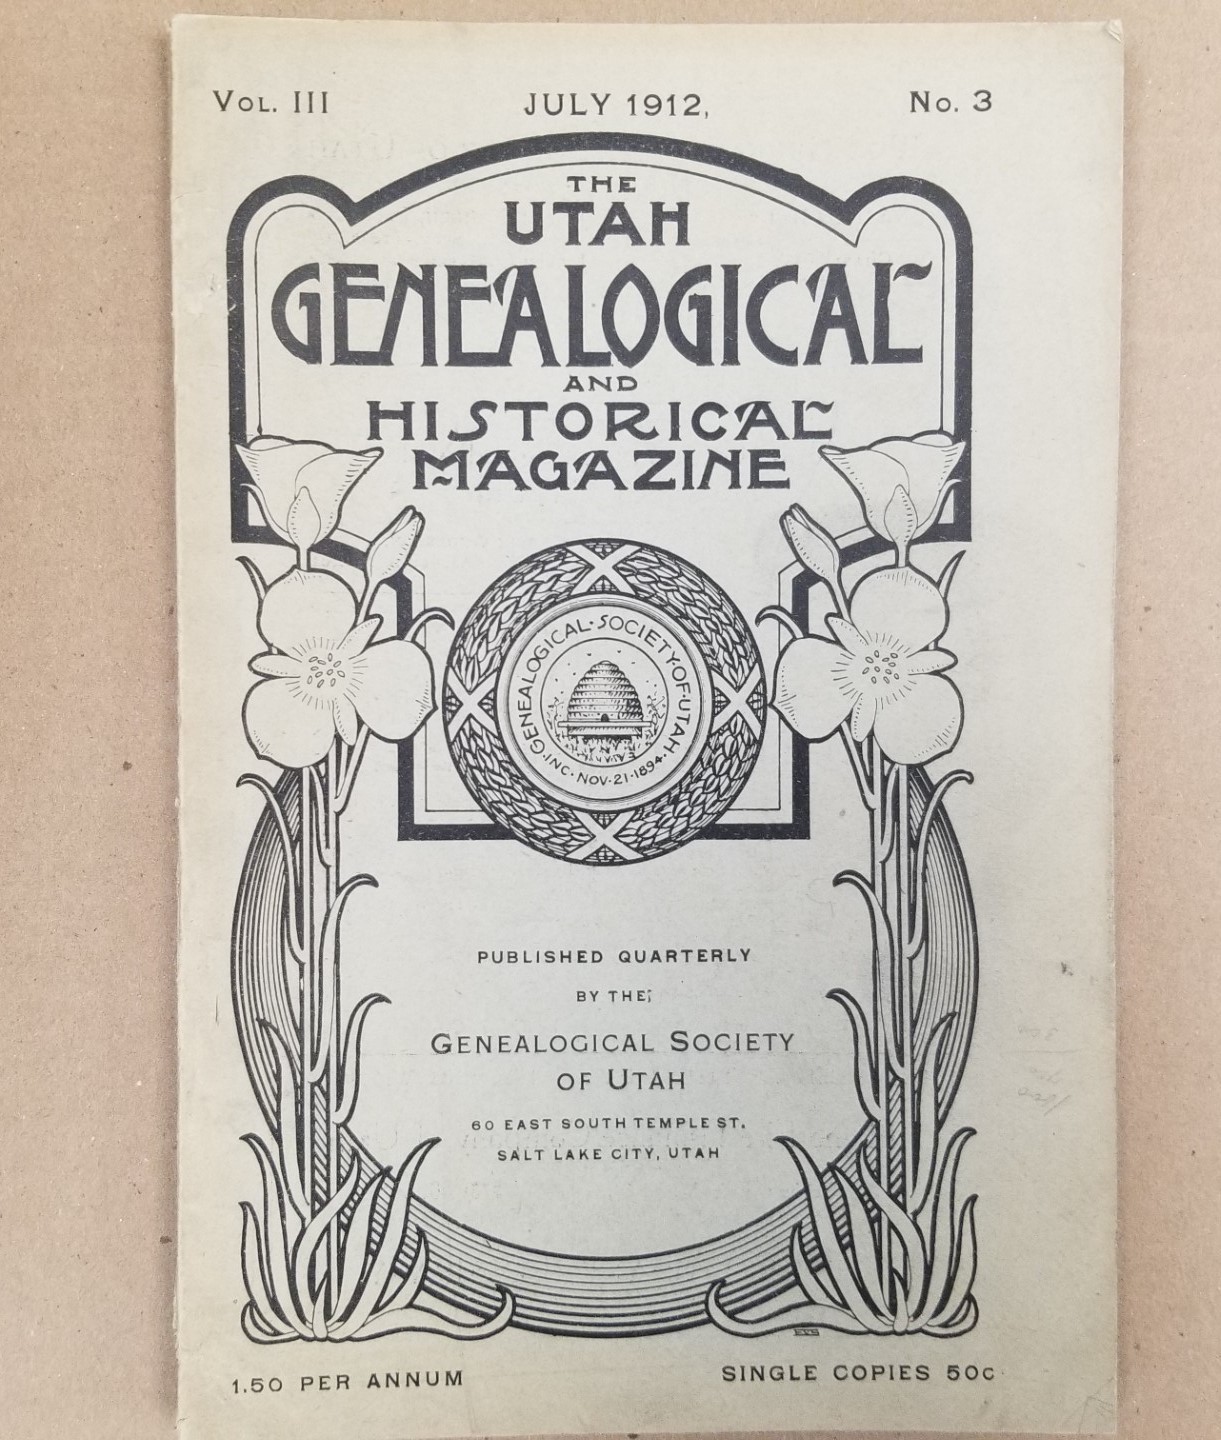 VOL. III JULY 1912, NO. 3
THE
UTAH
GENEALOGICAL
AND
HISTORICAL
MAGAZINE
GENEALOGICAL·SOCIETY·OF·UTAH·
·INC·NOV·21·1894·
PUBLISHED QUARTERLY
BY THE;
GENEALOGICAL SOCIETY
OF UTAH
60 EAST SOUTH TEMPLE ST.
SALT LAKE CITY, UTAH
1.50 PER ANNUM SINGLE COPIES 50C